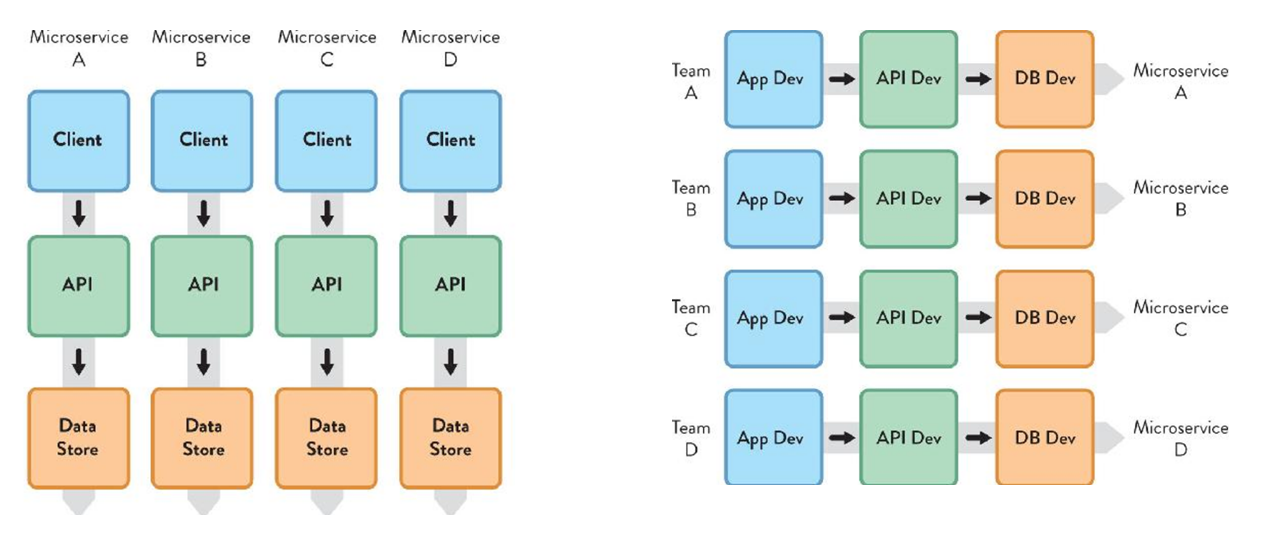 Microservice
A
Microservice
B
Microservice
C
Microservice
D
Client
Client
Client
Client
API
API
API
API
Data
Store
Data
Store
Data
Store
Data
Store
Team
A
App Dev
API Dev
DB Dev
Microservice
A
Team
B
App Dev
API Dev
DB Dev
Microservice
B
Team
C
App Dev
API Dev
DB Dev
Microservice
C
Team
D
App Dev
API Dev
DB Dev
Microservice
D